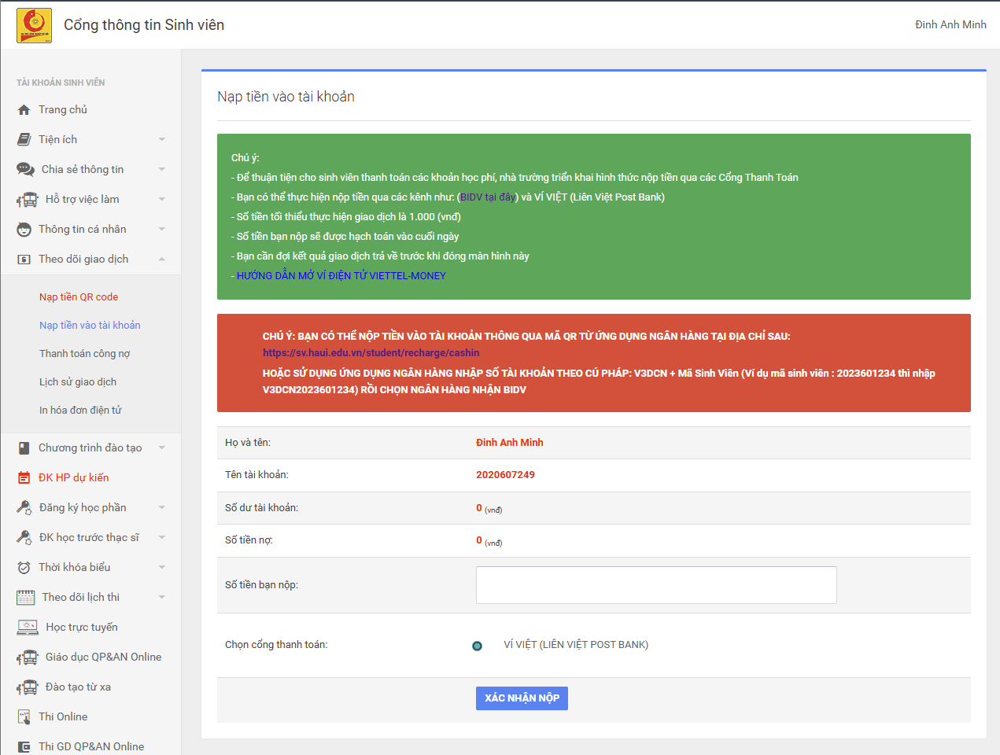 Cổng thông tin Sinh viên
Đinh Anh Minh
TÀI KHOẢN SINH VIÊN
Trang chủ
Tiện ích
Chia sẻ thông tin
Hỗ trợ việc làm
Thông tin cá nhân
Theo dõi giao dịch
Nạp tiền QR code
Nạp tiền vào tài khoản
Thanh toán công nợ
Lịch sử giao dịch
In hóa đơn điện tử
Chương trình đào tạo
ĐK HP dự kiến
Đăng ký học phần
ĐK học trước thạc sĩ
Thời khóa biểu
Theo dõi lịch thi
Học trực tuyến
Giáo dục QP&AN Online
Đào tạo từ xa
Thi Online
Thi GD QP&AN Online
Nạp tiền vào tài khoản
Chú ý:
- Để thuận tiện cho sinh viên thanh toán các khoản học phí, nhà trường triển khai hình thức nộp tiền qua các Cổng Thanh Toán
- Bạn có thể thực hiện nộp tiền qua các kênh như: (BIDV tại đây) và VÍ VIỆT (Liên Việt Post Bank)
- Số tiền tối thiểu thực hiện giao dịch là 1.000 (vnđ)
- Số tiền bạn nộp sẽ được hạch toán vào cuối ngày
- Bạn cần đợi kết quả giao dịch trả về trước khi đóng màn hình này
- HƯỚNG DẪN MỞ VÍ ĐIỆN TỬ VIETTEL-MONEY
CHÚ Ý: BẠN CÓ THỂ NỘP TIỀN VÀO TÀI KHOẢN THÔNG QUA MÃ QR TỪ ỨNG DỤNG NGÂN HÀNG TẠI ĐỊA CHỈ SAU:
https://sv.haui.edu.vn/student/recharge/cashin
HOẶC SỬ DỤNG ỨNG DỤNG NGÂN HÀNG NHẬP SỐ TÀI KHOẢN THEO CÚ PHÁP: V3DCN + Mã Sinh Viên (Ví dụ mã sinh viên : 2023601234 thì nhập
V3DCN2023601234) RỒI CHỌN NGÂN HÀNG NHẬN BIDV
Họ và tên: Đinh Anh Minh
Tên tài khoản: 2020607249
Số dư tài khoản: 0 (vnđ)
Số tiền nợ: 0 (vnđ)
Số tiền bạn nộp:
Chọn cổng thanh toán: VÍ VIỆT (LIÊN VIỆT POST BANK)
XÁC NHẬN NỘP